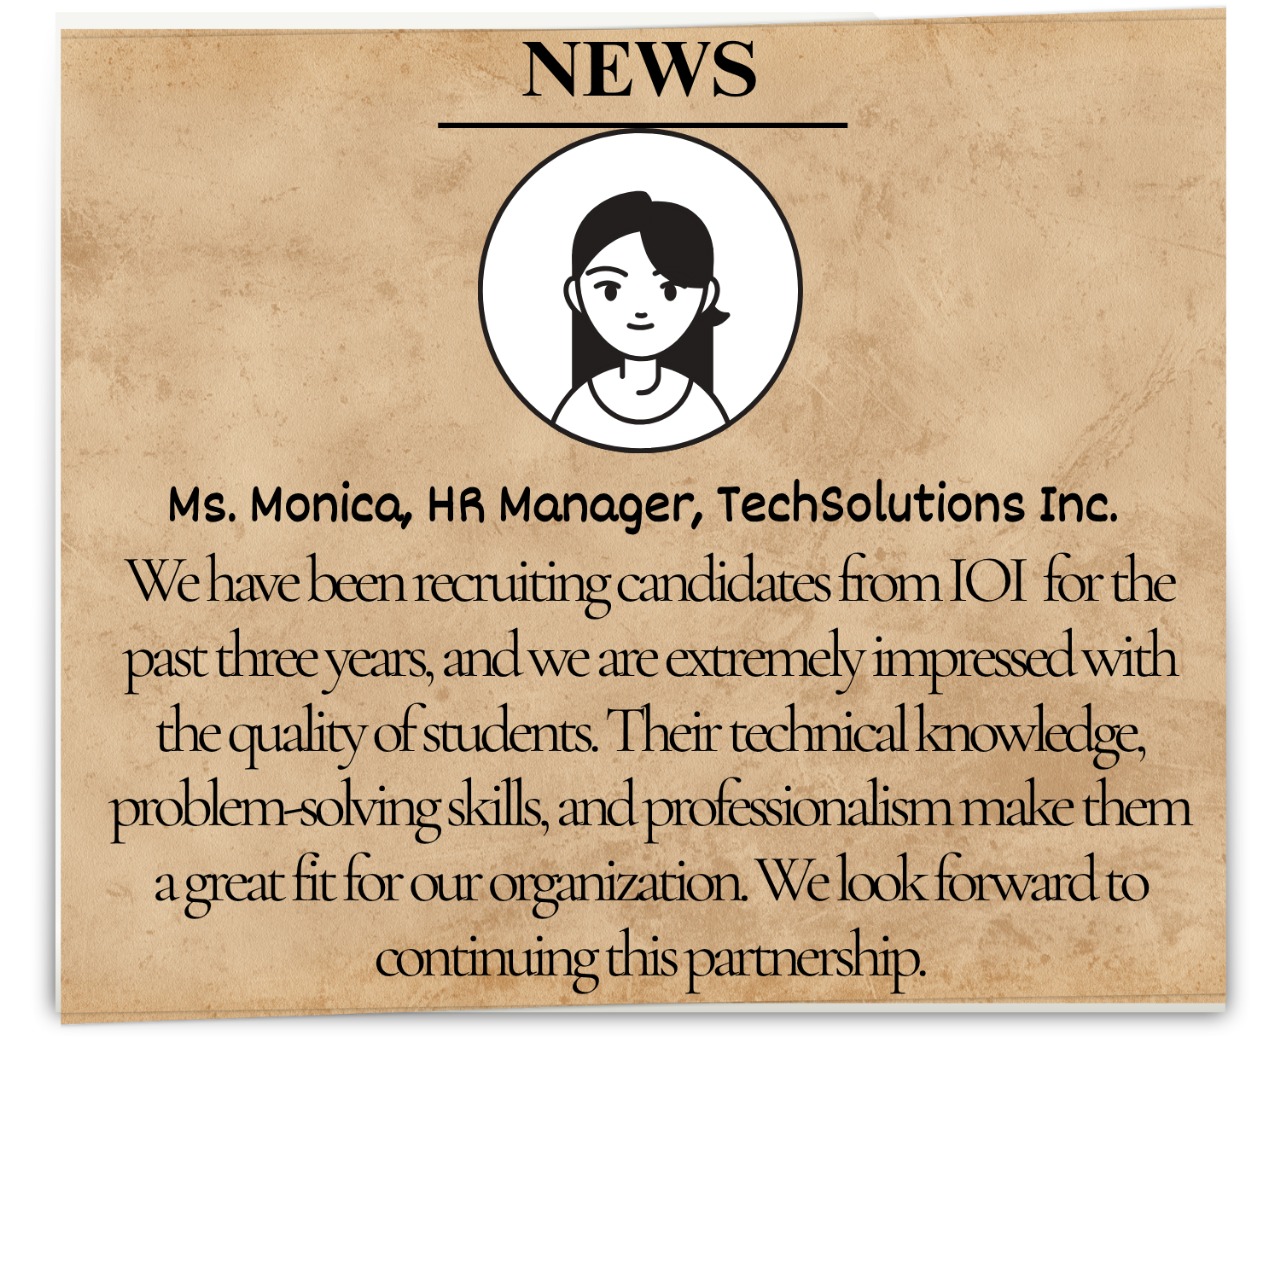 NEWS
Ms. Monica, HR Manager, TechSolutions Inc.
We have been recruiting candidates from IOI for the
past three years, and we are extremely impressed with
the quality of students. Their technical knowledge,
problem-solving skills, and professionalism make them
a great fit for our organization. We look forward to
continuing this partnership.